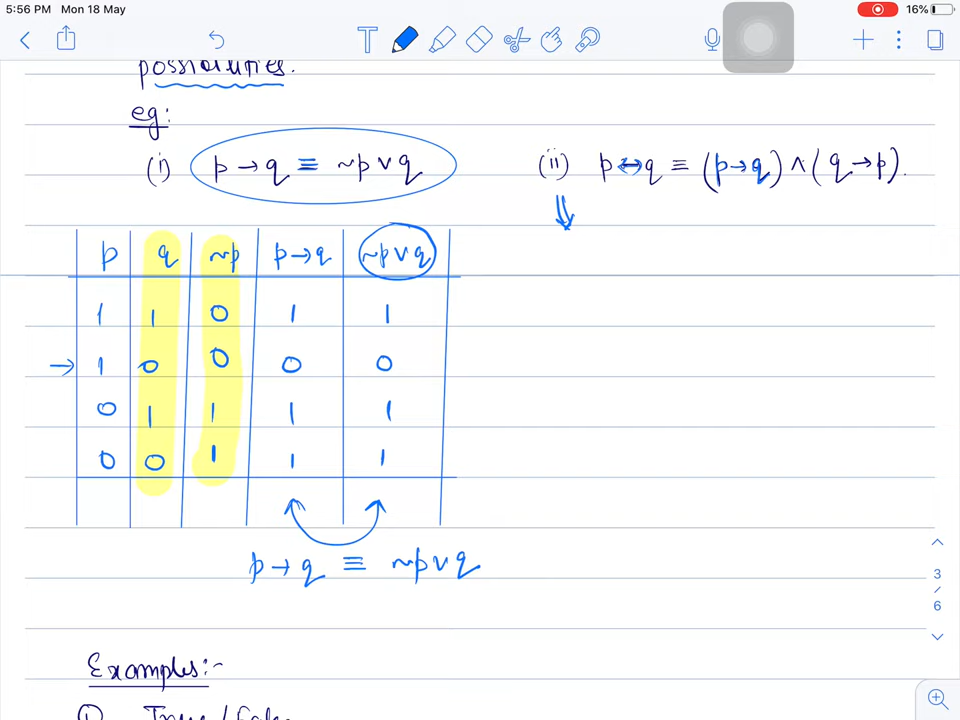 5:56 PM Mon 18 May 16%
possibilities.
eg:
(i) p → q ≡ ~p ∨ q (ii) p ↔ q ≡ (p → q) ∧ (q → p).
p q ~p p → q ~p ∨ q
1 1 0 1 1
→ 1 0 0 0 0
0 1 1 1 1
0 0 1 1 1
p → q ≡ ~p ∨ q
3
/
6
Examples:-